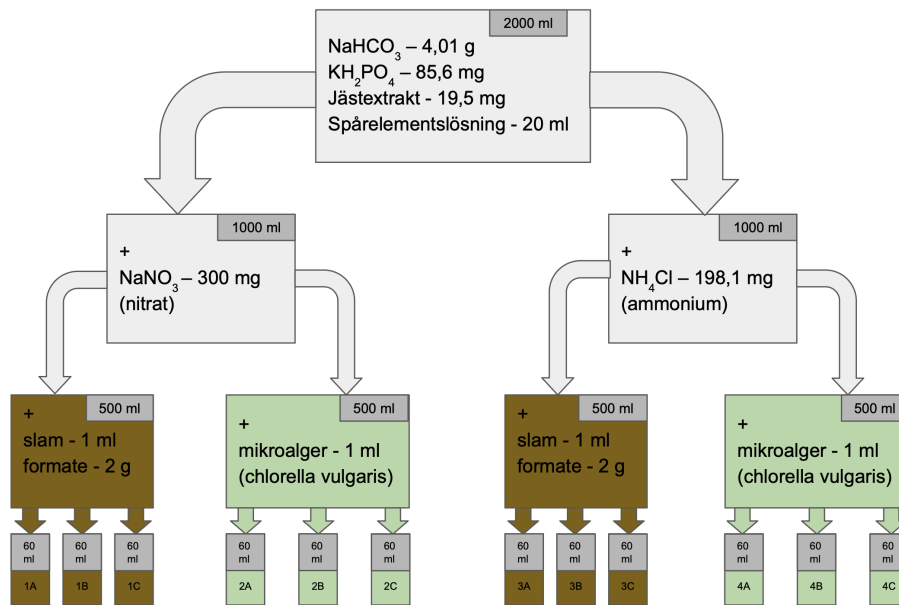 2000 ml
NaHCO₃ – 4,01 g
KH₂PO₄ – 85,6 mg
Jästextrakt - 19,5 mg
Spårelementslösning - 20 ml
1000 ml
+
NaNO₃ – 300 mg
(nitrat)
1000 ml
+
NH₄Cl – 198,1 mg
(ammonium)
500 ml
+
slam - 1 ml
formate - 2 g
500 ml
+
mikroalger - 1 ml
(chlorella vulgaris)
500 ml
+
slam - 1 ml
formate - 2 g
500 ml
+
mikroalger - 1 ml
(chlorella vulgaris)
60
ml
1A
60
ml
1B
60
ml
1C
60
ml
2A
60
ml
2B
60
ml
2C
60
ml
3A
60
ml
3B
60
ml
3C
60
ml
4A
60
ml
4B
60
ml
4C